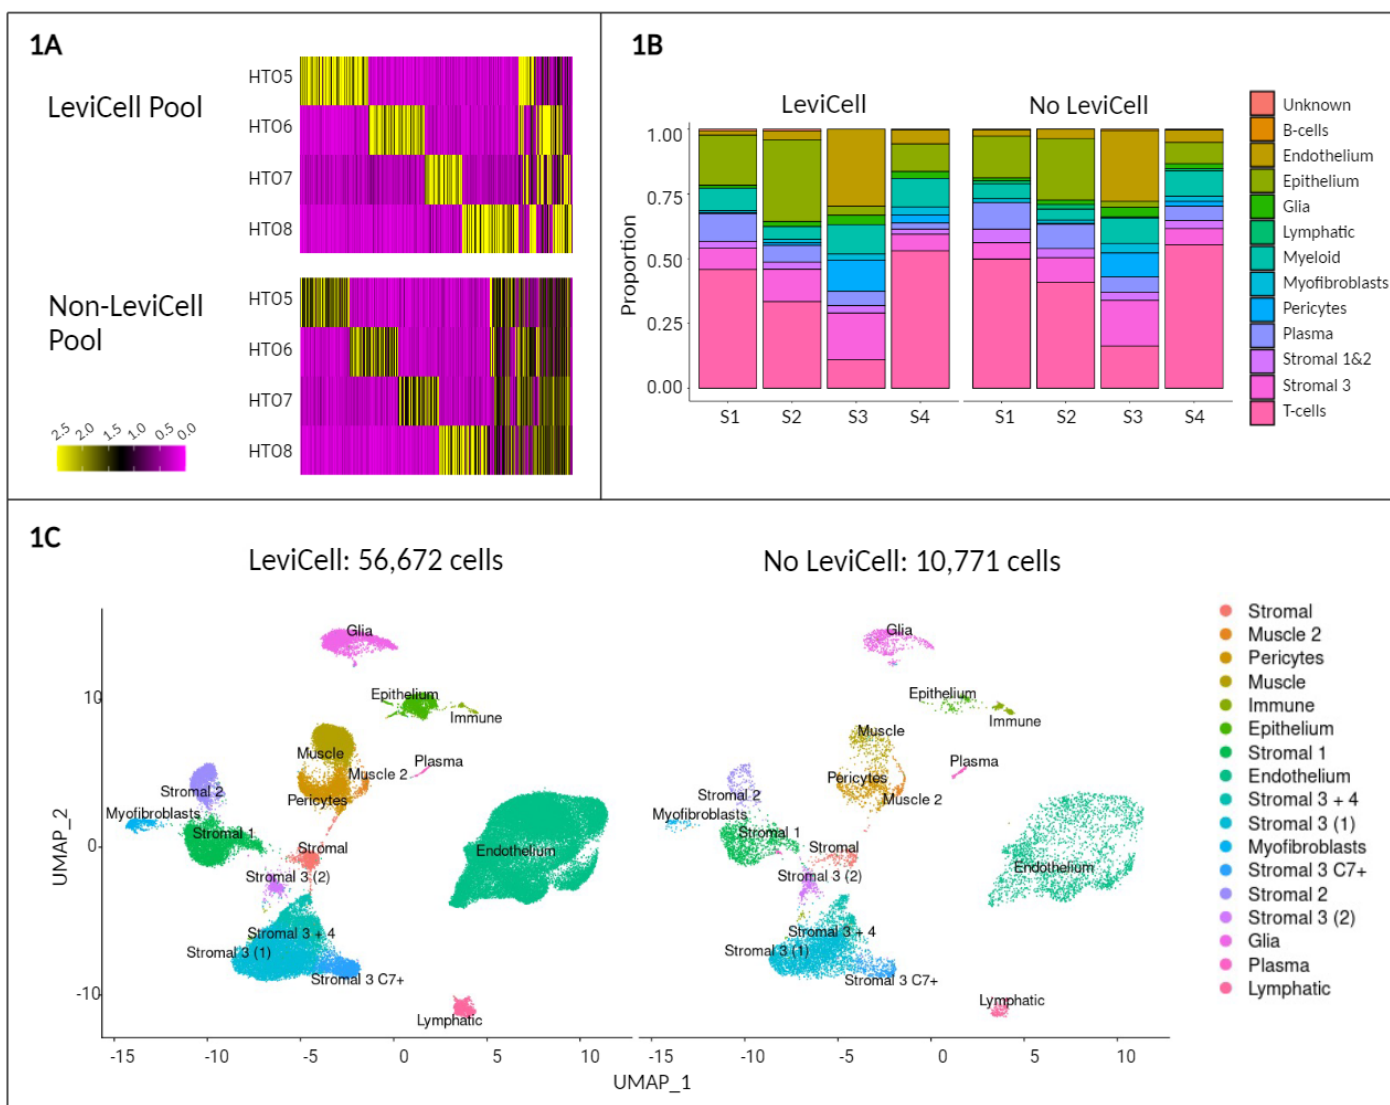 1A
LeviCell Pool
HTO5
HTO6
HTO7
HTO8
Non-LeviCell
Pool
HTO5
HTO6
HTO7
HTO8
2.5 2.0 1.5 1.0 0.5 0.0
1B
LeviCell No LeviCell
Proportion
1.00
0.75
0.50
0.25
0.00
S1 S2 S3 S4 S1 S2 S3 S4
Unknown
B-cells
Endothelium
Epithelium
Glia
Lymphatic
Myeloid
Myofibroblasts
Pericytes
Plasma
Stromal 1&2
Stromal 3
T-cells
1C
LeviCell: 56,672 cells
Glia
Epithelium
Immune
Muscle
Plasma
Muscle 2
Stromal 2
Pericytes
Myofibroblasts
Stromal 1
Stromal
Endothelium
Stromal 3 (2)
Stromal 3 + 4
Stromal 3 (1)
Stromal 3 C7+
Lymphatic
UMAP_2
10
0
-10
-15 -10 -5 0 5 10
No LeviCell: 10,771 cells
Glia
Epithelium
Immune
Muscle
Plasma
Pericytes
Stromal 2
Muscle 2
Myofibroblasts
Stromal 1
Stromal
Endothelium
Stromal 3 (2)
Stromal 3 + 4
Stromal 3 (1)
Stromal 3 C7+
Lymphatic
-15 -10 -5 0 5 10
UMAP_1
Stromal
Muscle 2
Pericytes
Muscle
Immune
Epithelium
Stromal 1
Endothelium
Stromal 3 + 4
Stromal 3 (1)
Myofibroblasts
Stromal 3 C7+
Stromal 2
Stromal 3 (2)
Glia
Plasma
Lymphatic